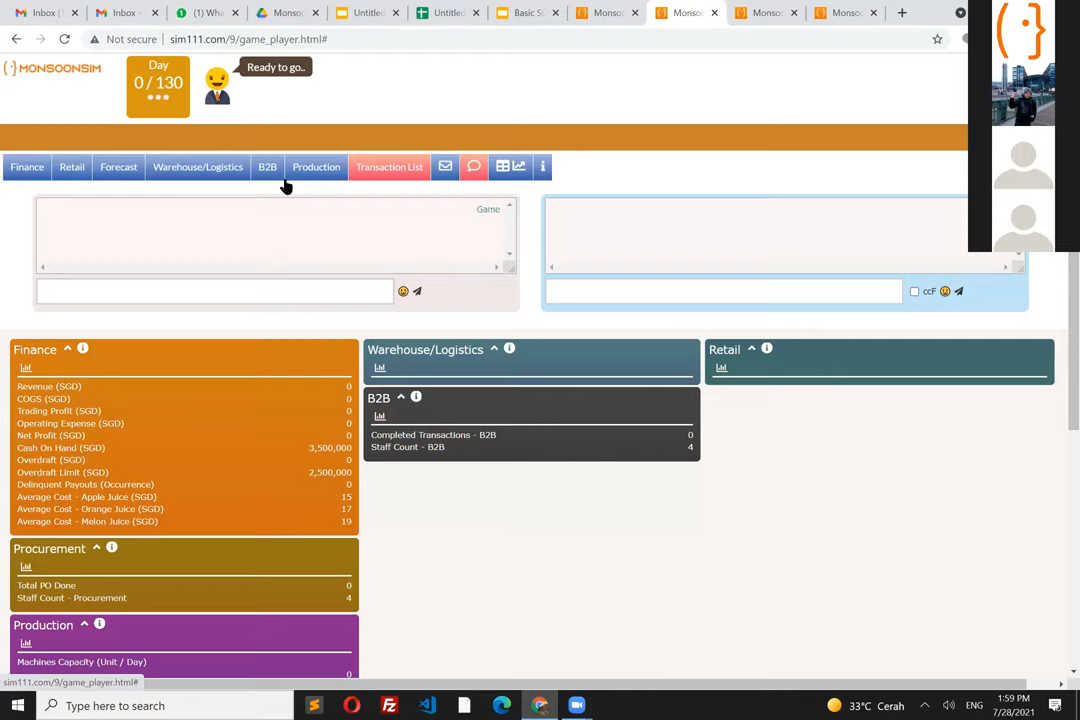 Inbox (1
Inbox -
(1) Wha
Monso
Untitled
Untitled
Basic S
Monso
Monso
Monso
Monso
Not secure
sim111.com/9/game_player.html#
MONSOONSIM
Day
0 / 130
Ready to go..
Finance
Retail
Forecast
Warehouse/Logistics
B2B
Production
Transaction List
Game
ccF
Finance
Revenue (SGD) 0
COGS (SGD) 0
Trading Profit (SGD) 0
Operating Expense (SGD) 0
Net Profit (SGD) 0
Cash On Hand (SGD) 3,500,000
Overdraft (SGD) 0
Overdraft Limit (SGD) 2,500,000
Delinquent Payouts (Occurrence) 0
Average Cost - Apple Juice (SGD) 15
Average Cost - Orange Juice (SGD) 17
Average Cost - Melon Juice (SGD) 19
Procurement
Total PO Done 0
Staff Count - Procurement 4
Production
Machines Capacity (Unit / Day)
0
Warehouse/Logistics
B2B
Completed Transactions - B2B 0
Staff Count - B2B 4
Retail
sim111.com/9/game_player.html#
Type here to search
33°C Cerah
ENG
1:59 PM
7/28/2021